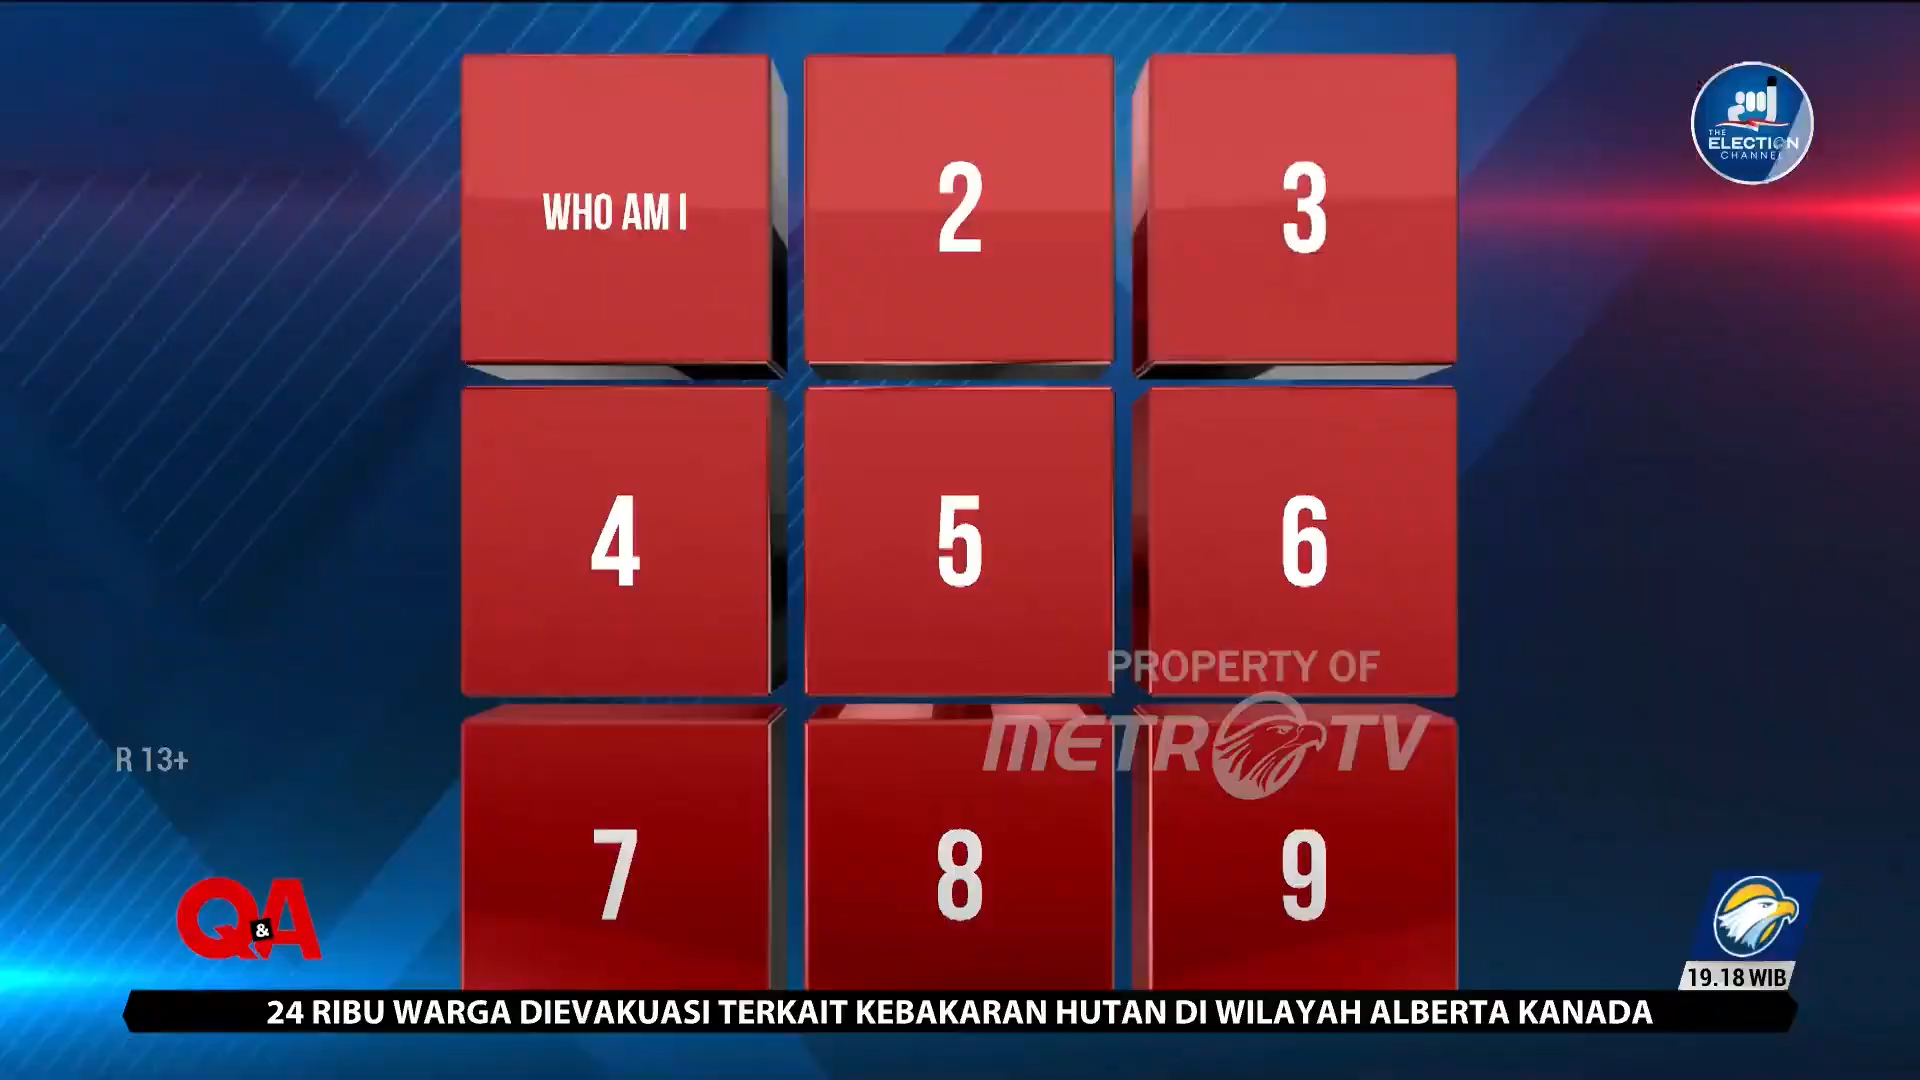 WHO AM I
2
3
THE
ELECTION
CHANNEL
4
5
6
PROPERTY OF
METRO TV
R 13+
7
8
9
Q&A
19.18 WIB
24 RIBU WARGA DIEVAKUASI TERKAIT KEBAKARAN HUTAN DI WILAYAH ALBERTA KANADA